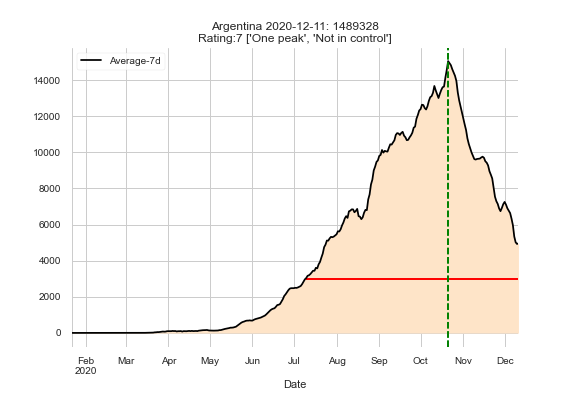 Argentina 2020-12-11: 1489328
Rating:7 ['One peak', 'Not in control']
Average-7d
14000
12000
10000
8000
6000
4000
2000
0
Feb Mar Apr May Jun Jul Aug Sep Oct Nov Dec
2020
Date